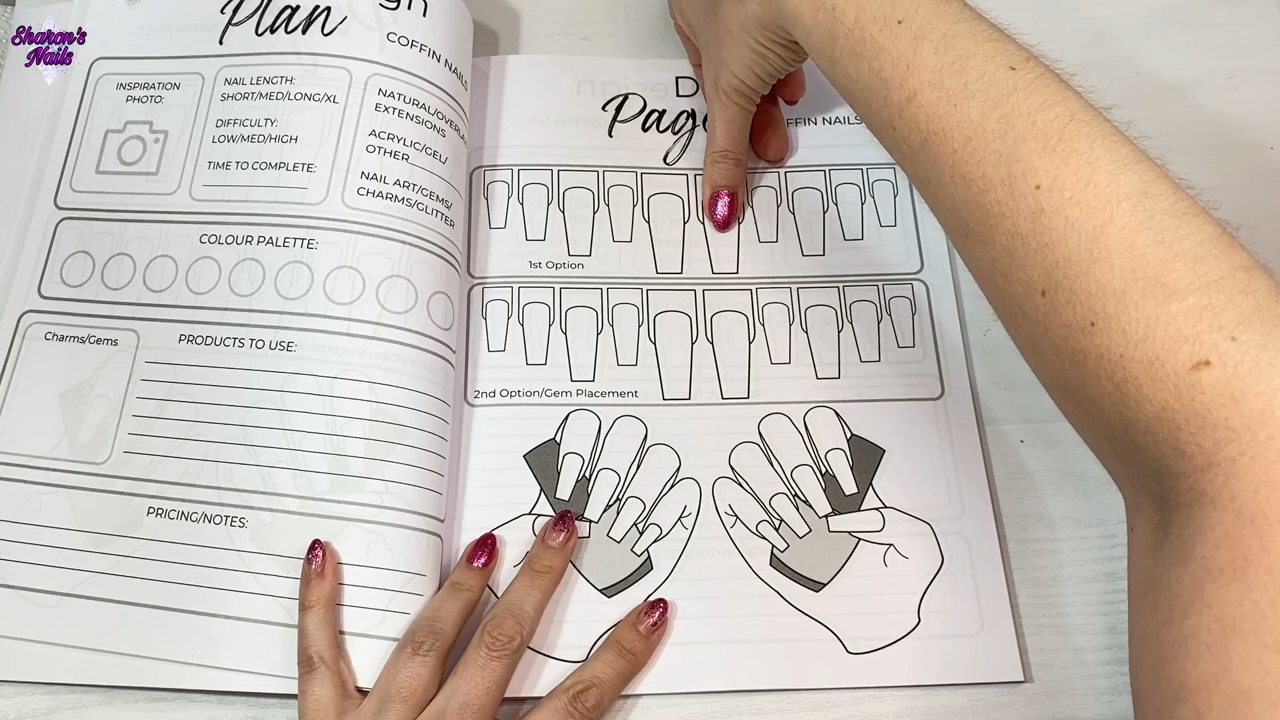 Sharon's
Nails
Plan
gn
COFFIN NAILS
INSPIRATION
PHOTO:
NAIL LENGTH:
SHORT/MED/LONG/XL
DIFFICULTY:
LOW/MED/HIGH
TIME TO COMPLETE:
NATURAL/OVERLA
EXTENSIONS
ACRYLIC/GEL/
OTHER
NAIL ART/GEMS/
CHARMS/GLITTER
COLOUR PALETTE:
Charms/Gems
PRODUCTS TO USE:
PRICING/NOTES:
D
Page
FFIN NAILS
1st Option
2nd Option/Gem Placement